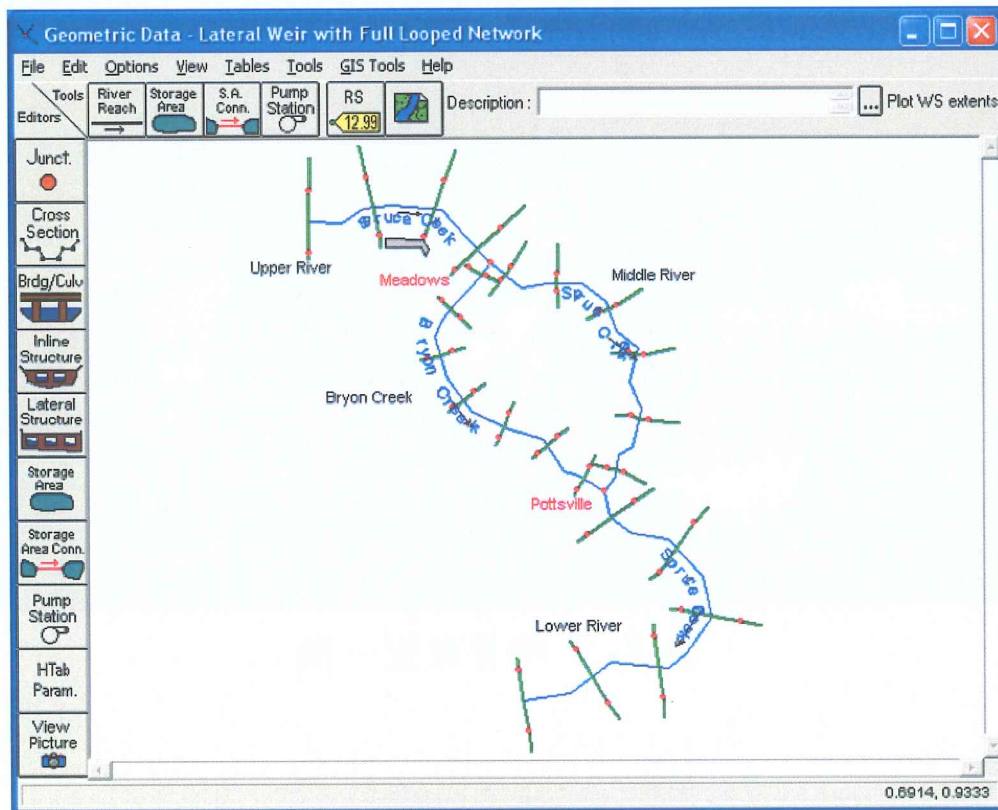 Geometric Data - Lateral Weir with Full Looped Network
File Edit Options View Tables Tools GIS Tools Help
Tools
Editors
River
Reach
Storage
Area
S.A.
Conn.
Pump
Station
RS
12.99
Description :
...
Plot WS extents
Junct.
Cross
Section
Brdg/Culv
Inline
Structure
Lateral
Structure
Storage
Area
Storage
Area Conn.
Pump
Station
HTab
Param.
View
Picture
Upper River
Meadows
Middle River
Bryon Creek
Bryon Creek
Pottsville
Lower River
0.6914, 0.9333